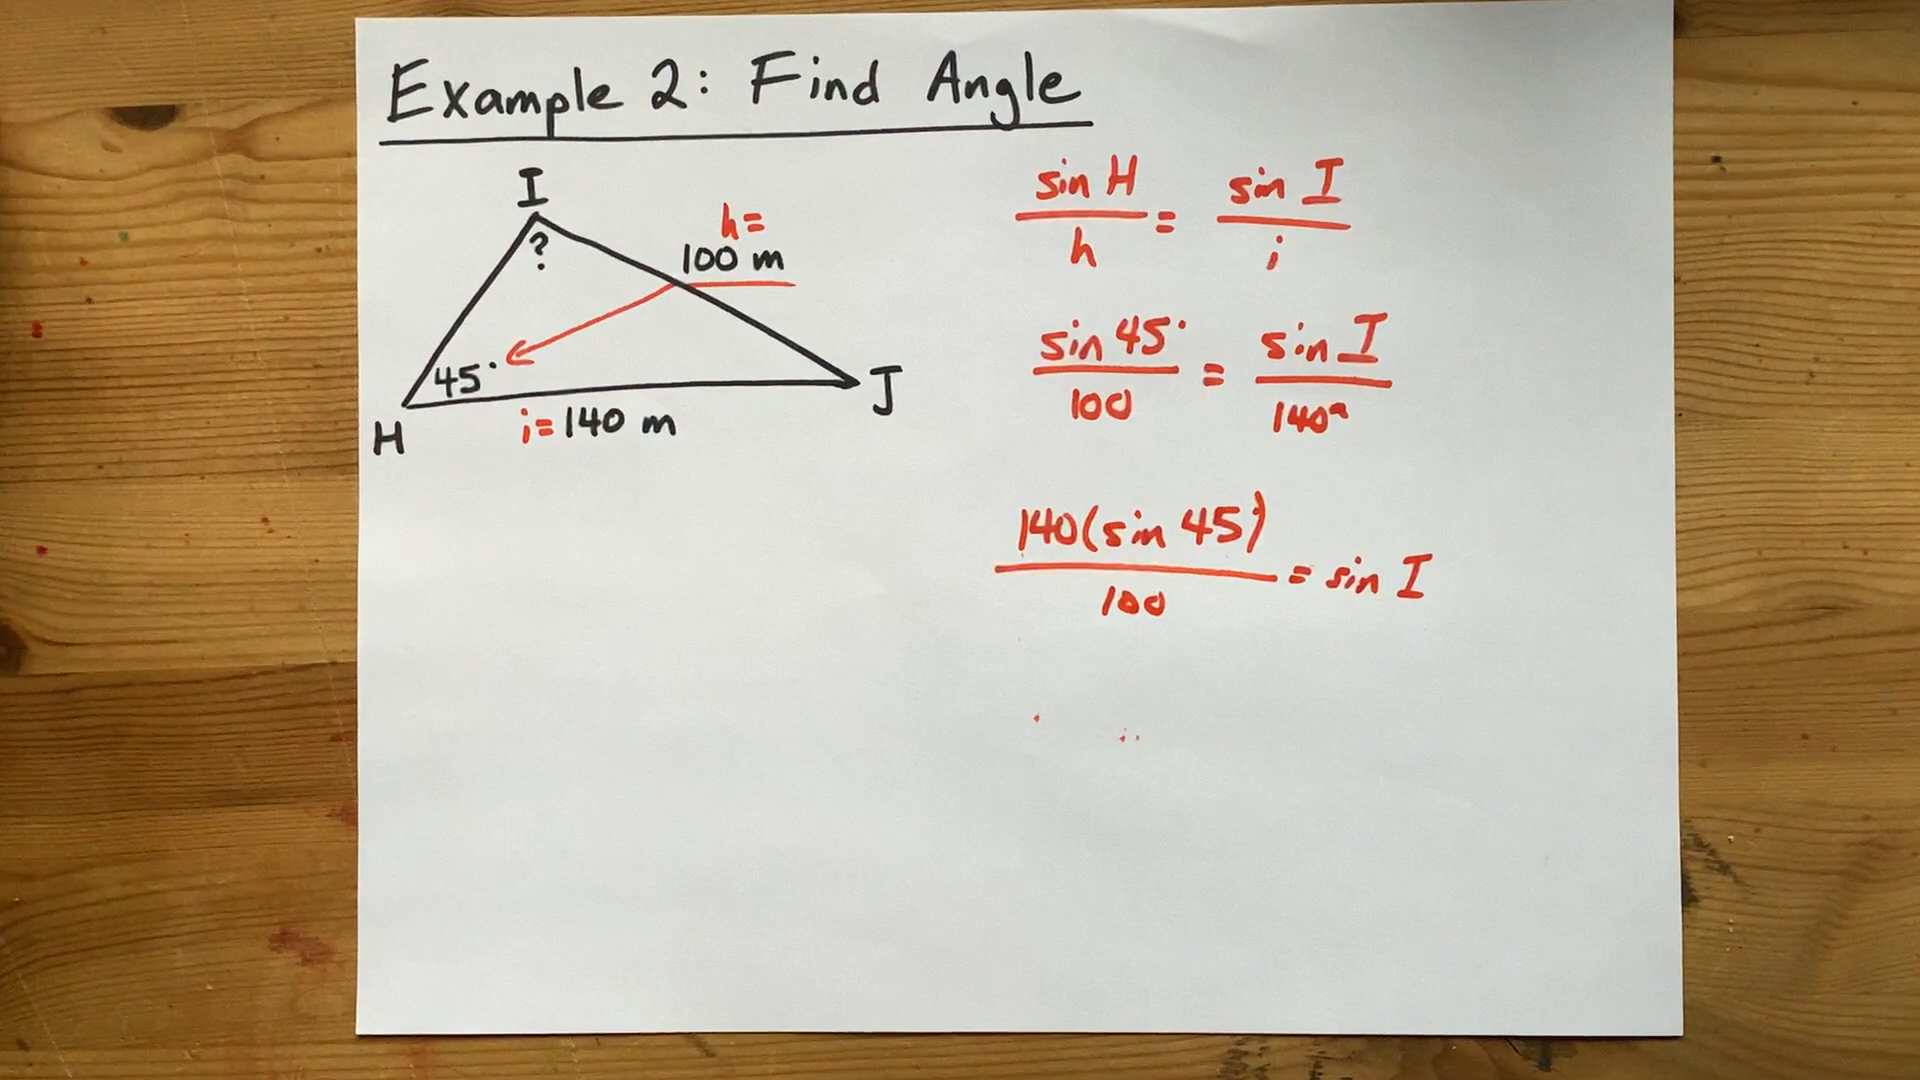 Example 2: Find Angle
I
?
h=
100 m
45°
H
i= 140 m
J
sin H = sin I
h i
sin 45° = sin I
100 140
140(sin 45°) = sin I
100